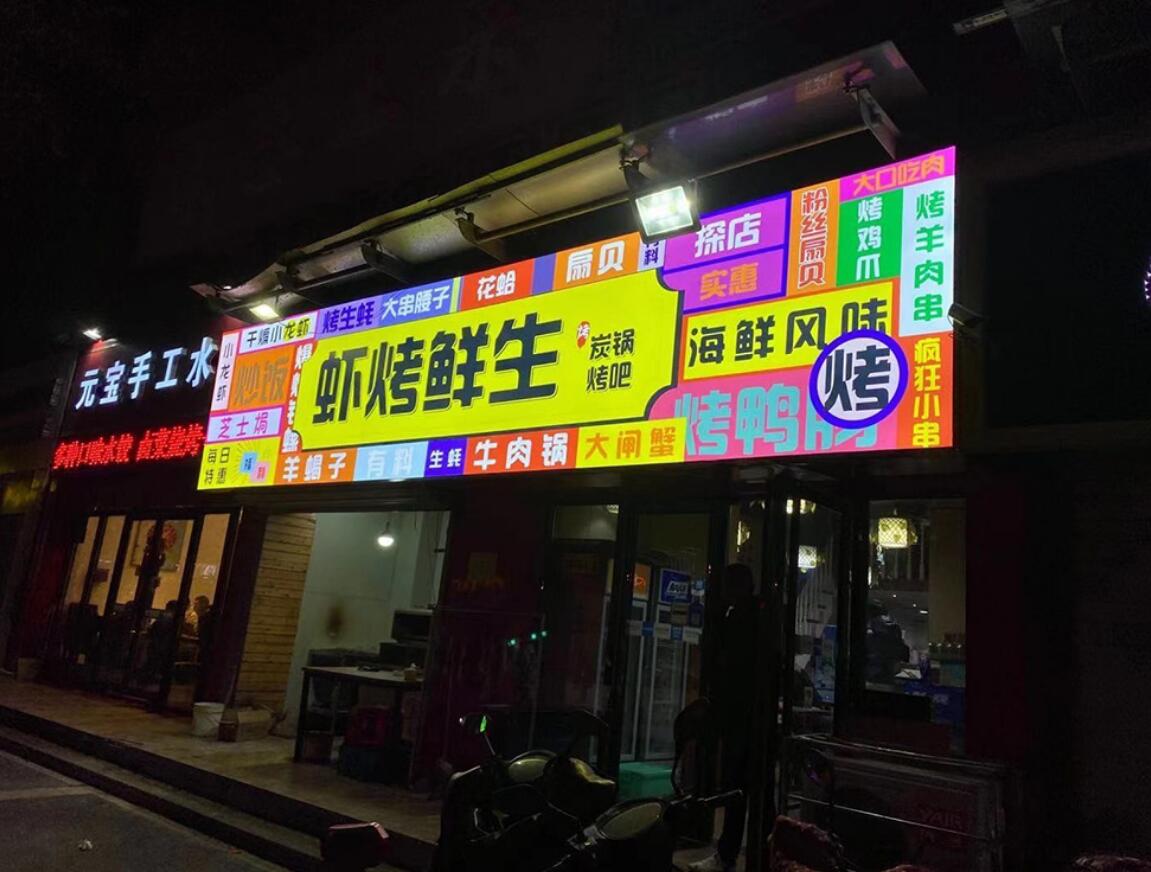 元宝手工水
小龙虾
干煸小龙虾
烤生蚝
大串腰子
花蛤
扇贝
探店
实惠
粉丝扇贝
大口吃肉
烤鸡爪
烤羊肉串
炒饭
芝士焗
每日特惠
虾烤鲜生
炭锅
烤吧
海鲜风味
烤
烤鸭肠
疯狂小串
羊蝎子
有料
生蚝
牛肉锅
大闸蟹